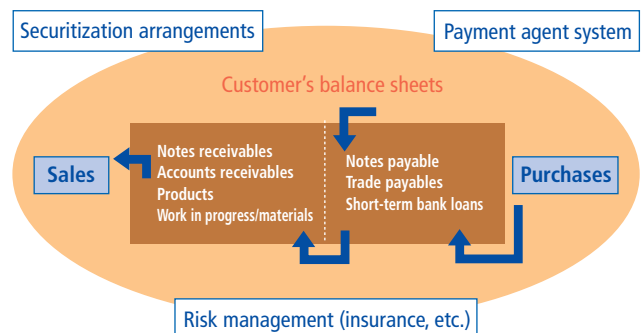 Securitization arrangements
Payment agent system
Customer's balance sheets
Sales
Notes receivables
Accounts receivables
Products
Work in progress/materials
Notes payable
Trade payables
Short-term bank loans
Purchases
Risk management (insurance, etc.)